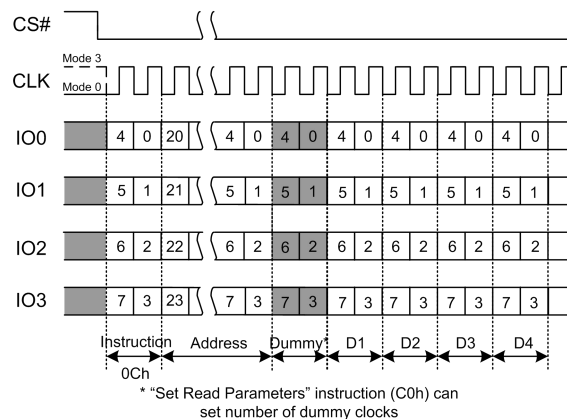 CS#
Mode 3
CLK
Mode 0
IO0 4 0 20 4 0 4 0 4 0 4 0 4 0 4 0
IO1 5 1 21 5 1 5 1 5 1 5 1 5 1 5 1
IO2 6 2 22 6 2 6 2 6 2 6 2 6 2 6 2
IO3 7 3 23 7 3 7 3 7 3 7 3 7 3 7 3
Instruction Address Dummy* D1 D2 D3 D4
0Ch
* “Set Read Parameters” instruction (C0h) can
set number of dummy clocks